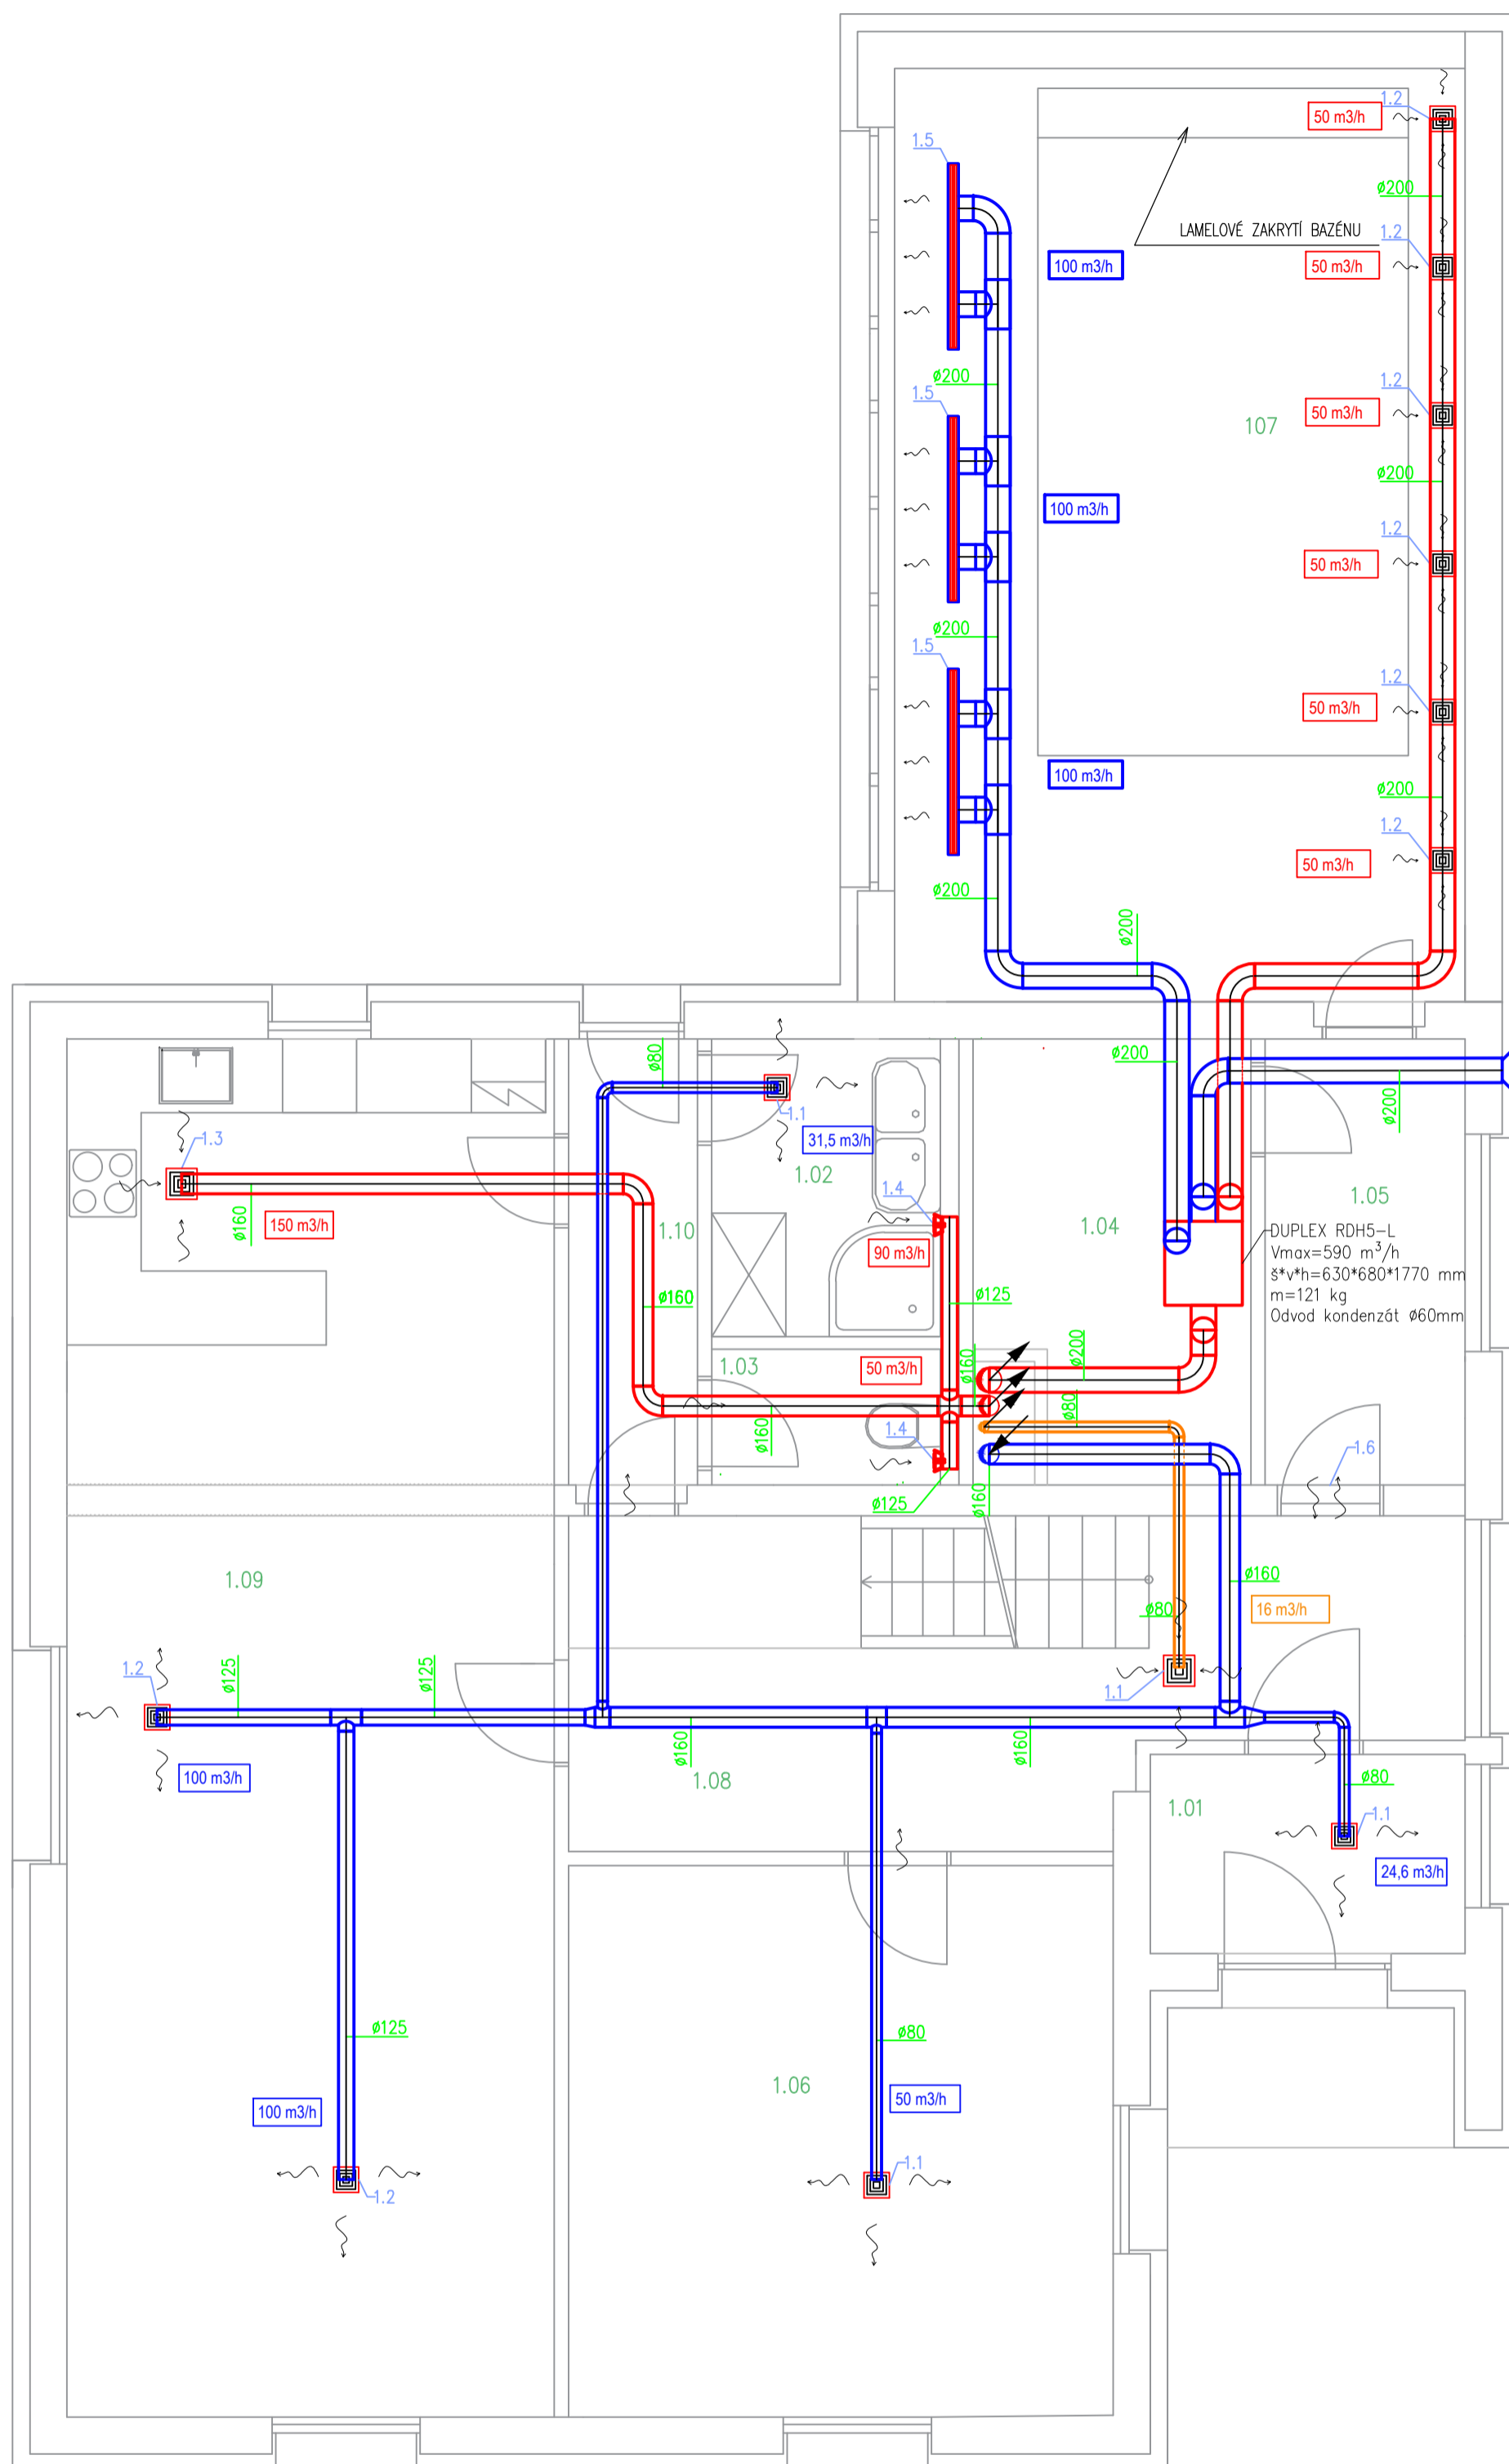 1.2
50 m3/h
1.5
ø200
LAMELOVÉ ZAKRYTÍ BAZÉNU
1.2
100 m3/h
50 m3/h
ø200
1.5
1.2
50 m3/h
107
ø200
100 m3/h
1.2
50 m3/h
ø200
1.5
1.2
50 m3/h
100 m3/h
ø200
1.2
50 m3/h
ø200
ø200
ø80
ø200
ø200
1.1
31,5 m3/h
1.3
1.02
1.4
1.05
ø160
150 m3/h
1.10
1.04
90 m3/h
DUPLEX RDH5-L
Vmax=590 m³/h
š*v*h=630*680*1770 mm
m=121 kg
Odvod kondenzát ø60mm
ø160
ø125
1.03
50 m3/h
ø160
ø200
ø80
ø160
1.4
1.6
ø125
ø160
1.09
ø160
ø80
16 m3/h
1.2
ø125
ø125
1.1
ø160
ø160
100 m3/h
1.08
ø80
1.01
1.1
24,6 m3/h
ø125
ø80
1.06
100 m3/h
50 m3/h
1.1
1.2